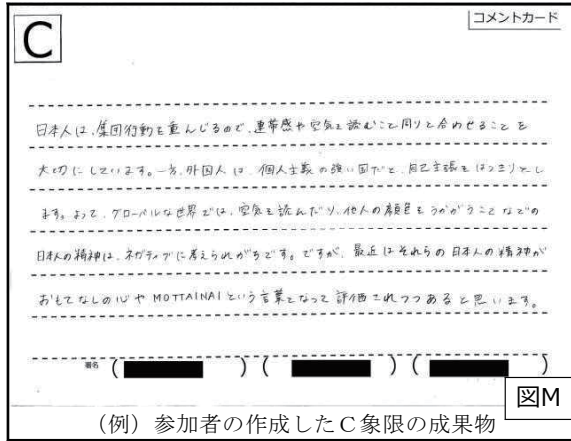 C
コメントカード
日本人は、集団行動を重んじるので、連帯感や空気を読むこと周りと合わせることを
大切にしています。一方、外国人は、個人主義の強い国だと、自己主張をはっきりとし
ます。よって、グローバルな世界では、空気を読んだり、他人の顔色をうかがうことなどの
日本人の精神は、ネガティブに考えられがちです。ですが、最近はそれらの日本人の精神が
おもてなしの心やMOTTAINAIという言葉となって評価されつつあると思います。
署名 ( ) ( ) ( )
図M
(例) 参加者の作成したC象限の成果物